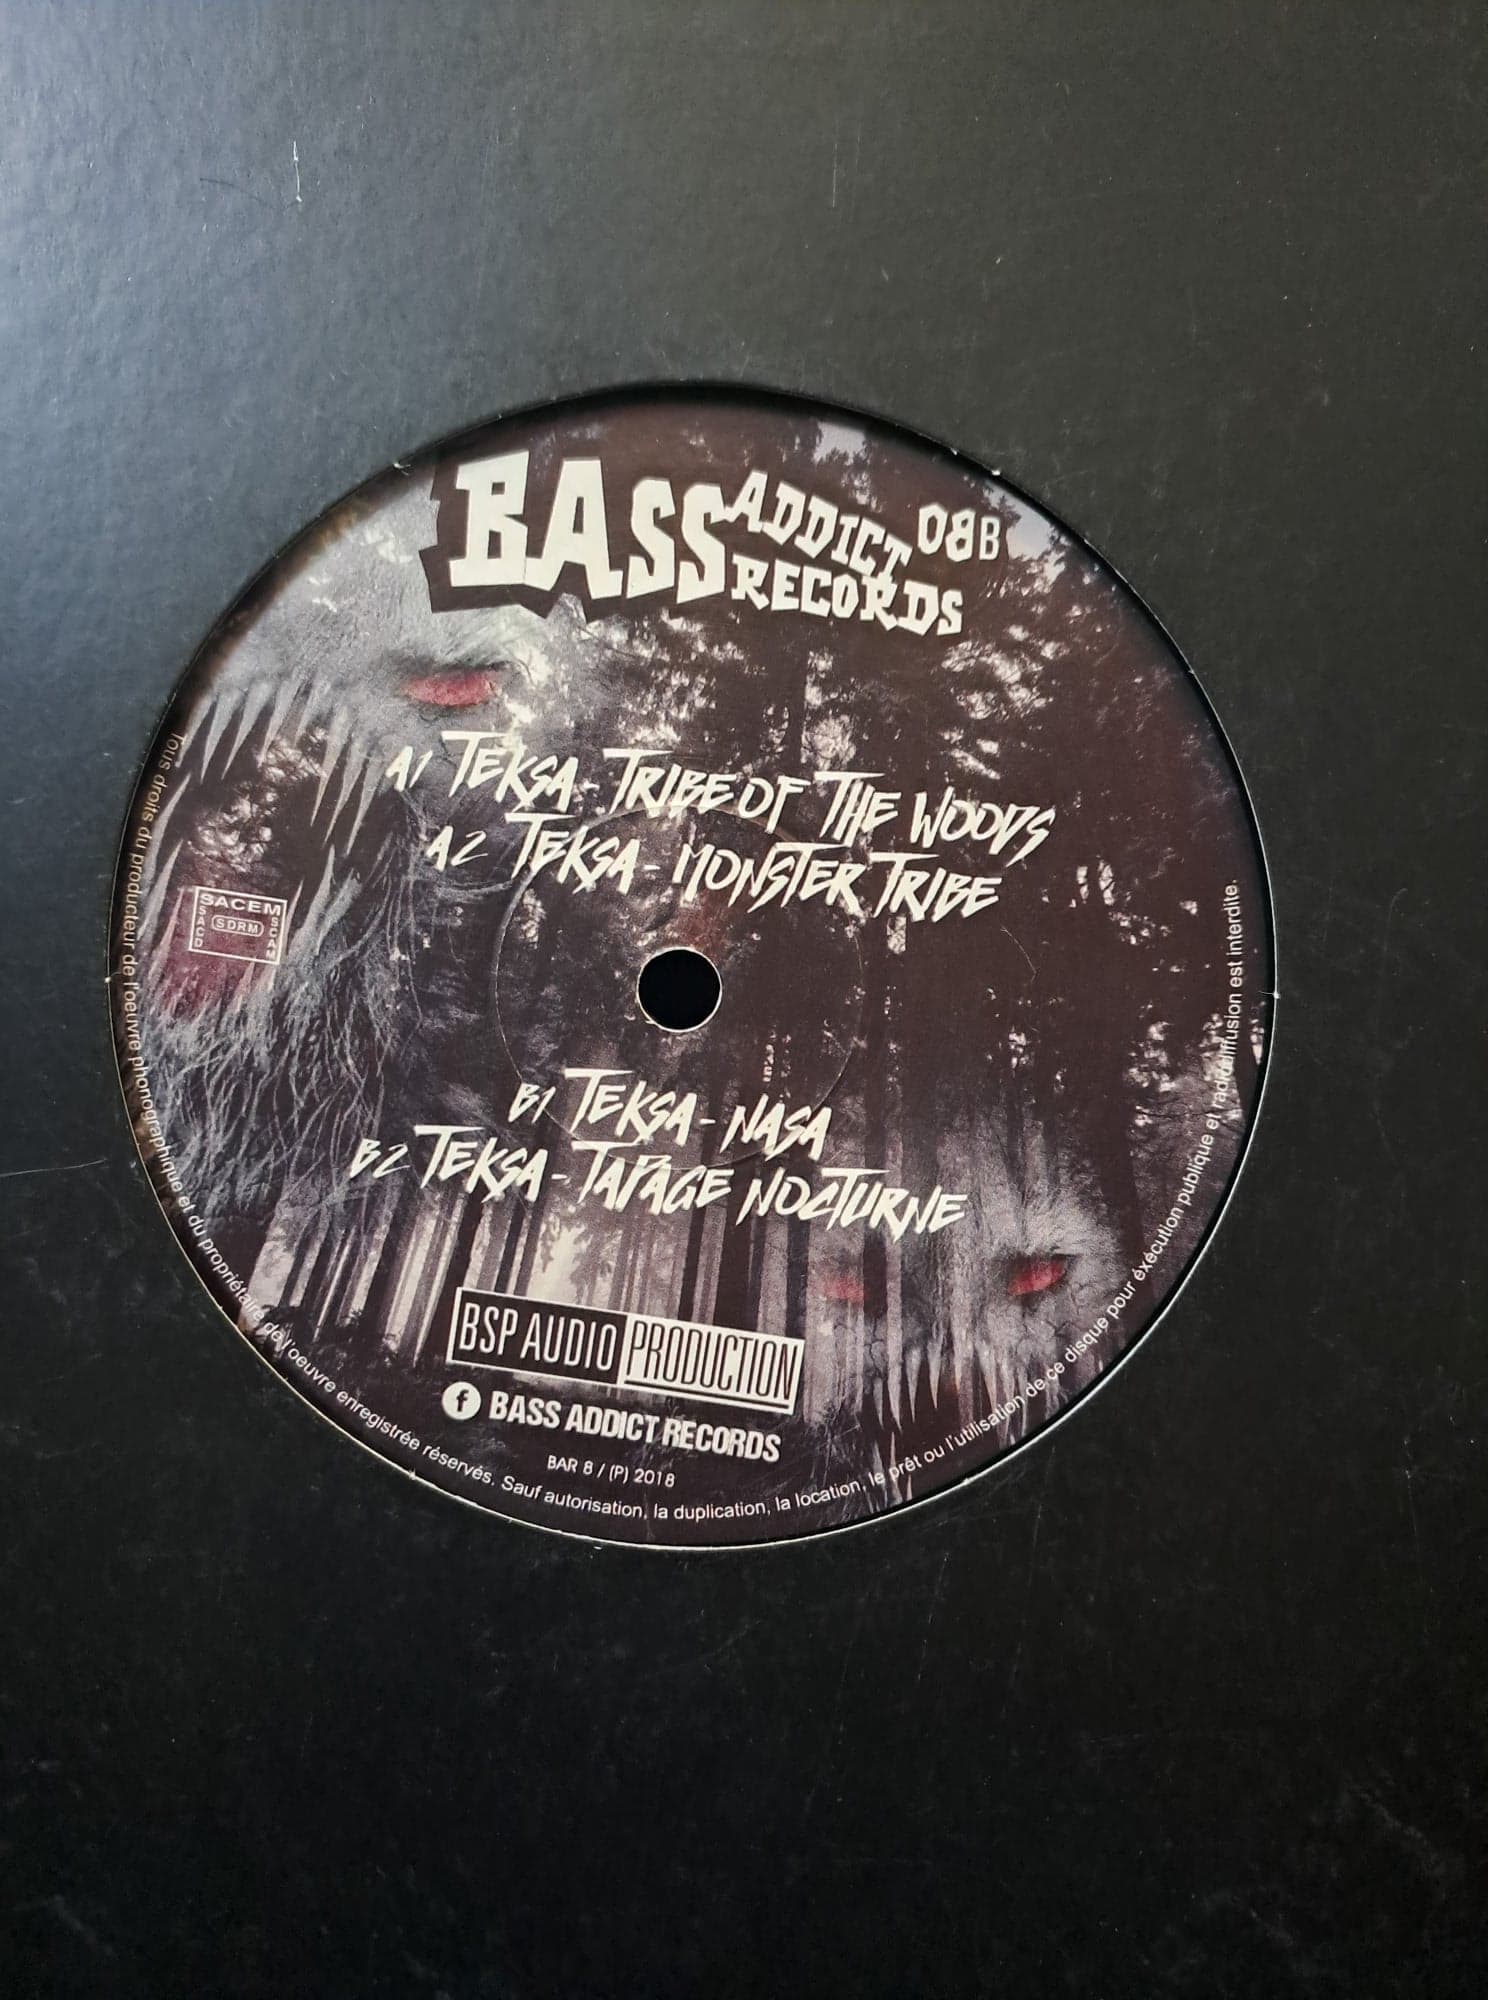 BASS ADDICT RECORDS 08B
A1 TEKSA - TRIBE OF THE WOODS
A2 TEKSA - MONSTER TRIBE
SACEM
SACD
SDRM
SCAM
B1 TEKSA - NASA
B2 TEKSA - TAPAGE NOCTURNE
BSP AUDIO PRODUCTION
f BASS ADDICT RECORDS
BAR 8 / (P) 2018
Tous droits du producteur de l'oeuvre phonographique et du propriétaire de l'oeuvre enregistrée réservés. Sauf autorisation, la duplication, la location, le prêt ou l'utilisation de ce disque pour éxécution publique et radiodiffusion est interdite.